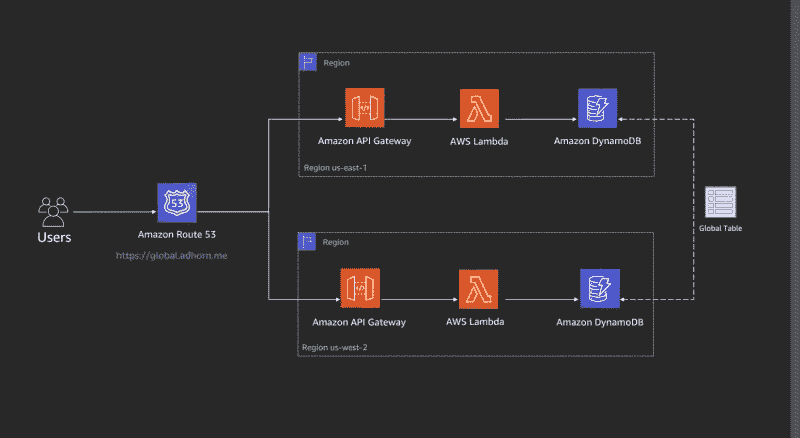 Region
Amazon API Gateway
AWS Lambda
Amazon DynamoDB
Region us-east-1
Users
Amazon Route 53
https://global.adhorn.me
Global Table
Region
Amazon API Gateway
AWS Lambda
Amazon DynamoDB
Region us-west-2